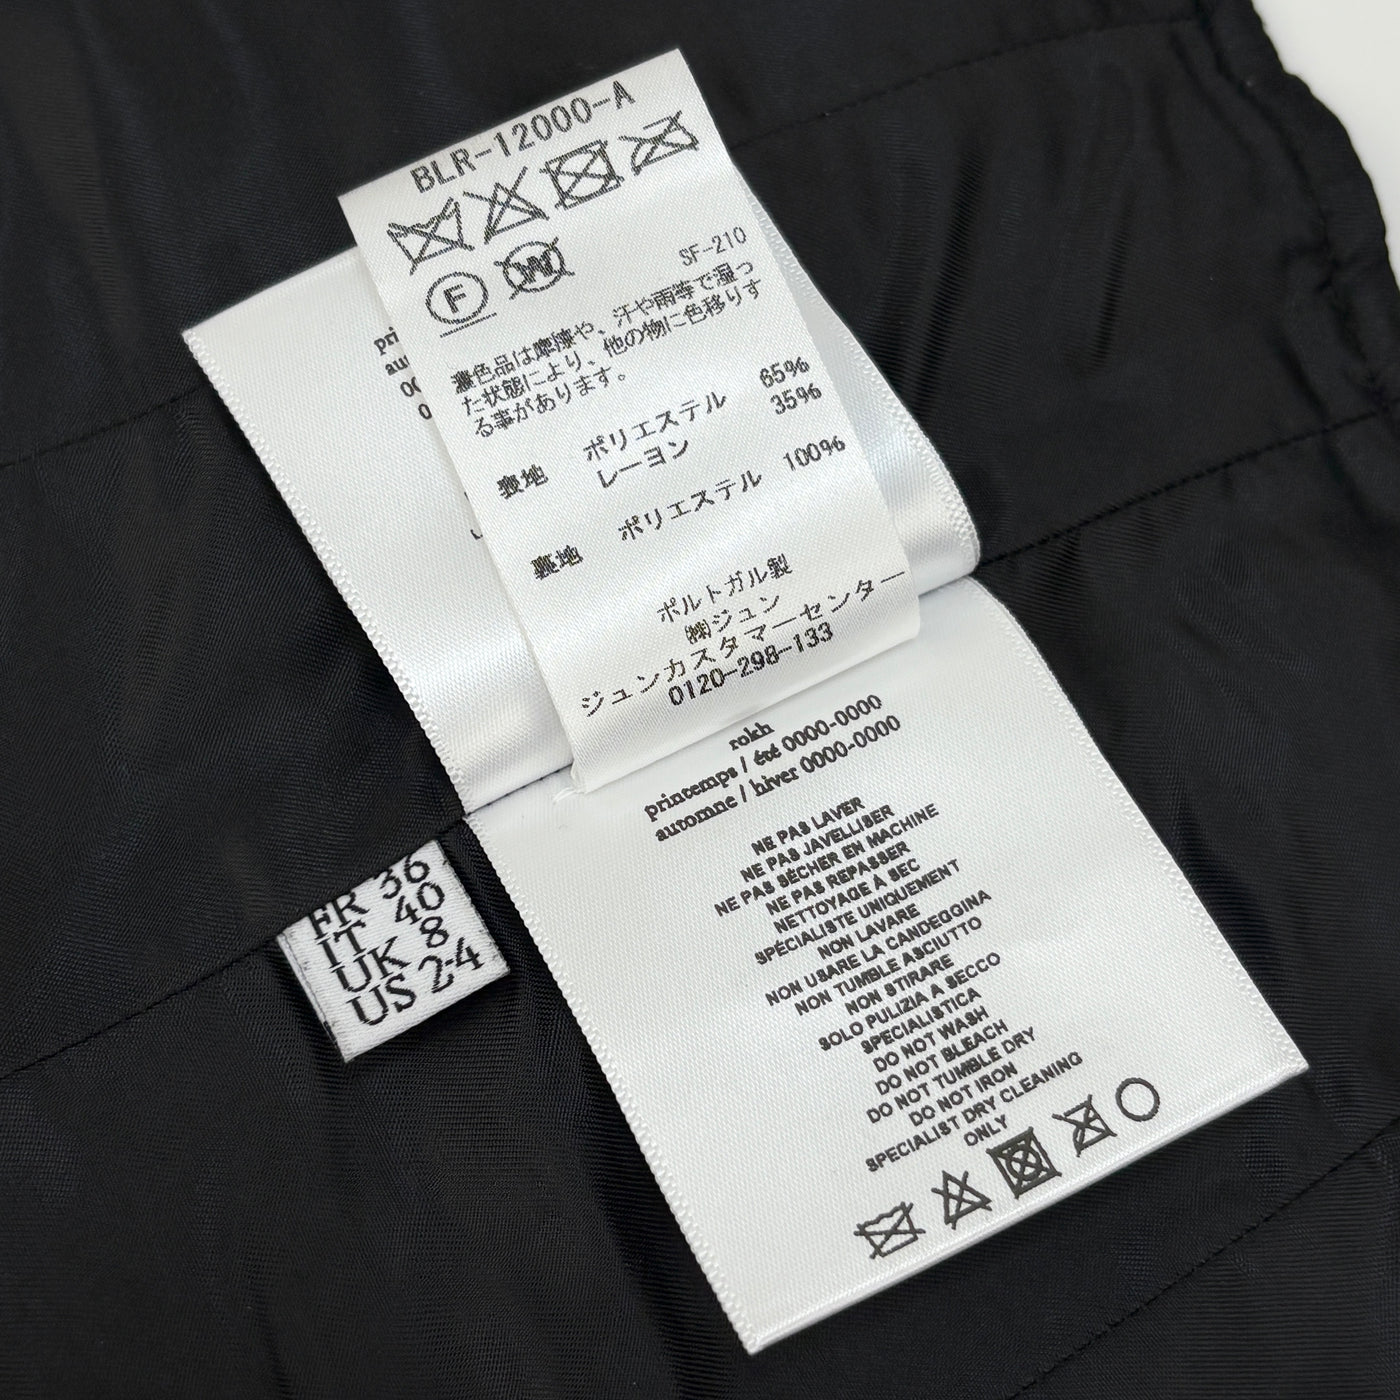 BLR-12000-A
F
W
SF-210
濃色品は摩擦や、汗や雨等で湿っ
た状態により、他の物に色移りす
る事があります。
表地 ポリエステル 65%
レーヨン 35%
裏地 ポリエステル 100%
ポルトガル製
㈱ジュン
ジュンカスタマーセンター
0120-298-133
rokh
printemps / été 0000-0000
automne / hiver 0000-0000
NE PAS LAVER
NE PAS JAVELLISER
NE PAS SÉCHER EN MACHINE
NE PAS REPASSER
NETTOYAGE À SEC
SPÉCIALISTE UNIQUEMENT
NON LAVARE
NON USARE LA CANDEGGINA
NON TUMBLE ASCIUTTO
NON STIRARE
SOLO PULIZIA A SECCO
SPECIALISTICA
DO NOT WASH
DO NOT BLEACH
DO NOT TUMBLE DRY
DO NOT IRON
SPECIALIST DRY CLEANING
ONLY
FR 36
IT 40
UK 8
US 2-4